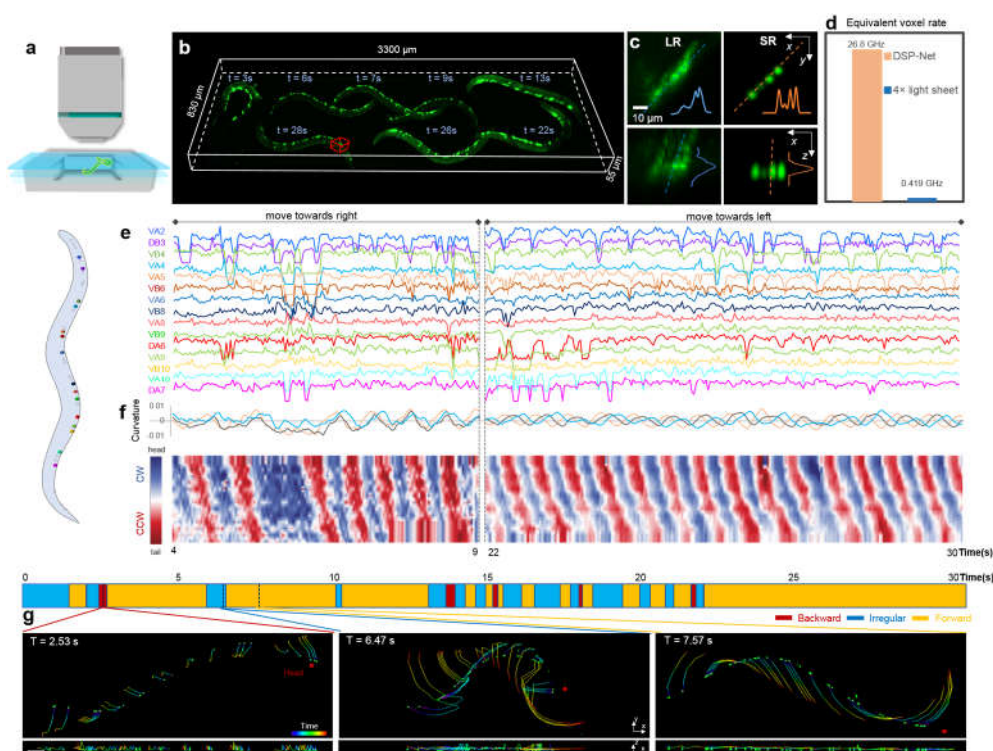 a
b
3300 µm
830 µm
55 µm
t = 3s
t = 6s
t = 7s
t = 9s
t = 13s
t = 28s
t = 26s
t = 22s
c
LR
SR
x
y
10 µm
x
z
d
Equivalent voxel rate
26.8 GHz
DSP-Net
4× light sheet
0.419 GHz
e
move towards right
move towards left
VA2
DB3
VB4
VA4
VA5
VB6
VA6
VB8
VA8
VB9
DA6
VA9
VB10
VA10
DA7
f
Curvature
0.01
0
-0.01
head
CW
CCW
tail
4
9
22
30
Time(s)
0
5
10
15
20
25
30
Time(s)
g
Backward
Irregular
Forward
T = 2.53 s
T = 6.47 s
T = 7.57 s
Head
Time
y
x
z
x